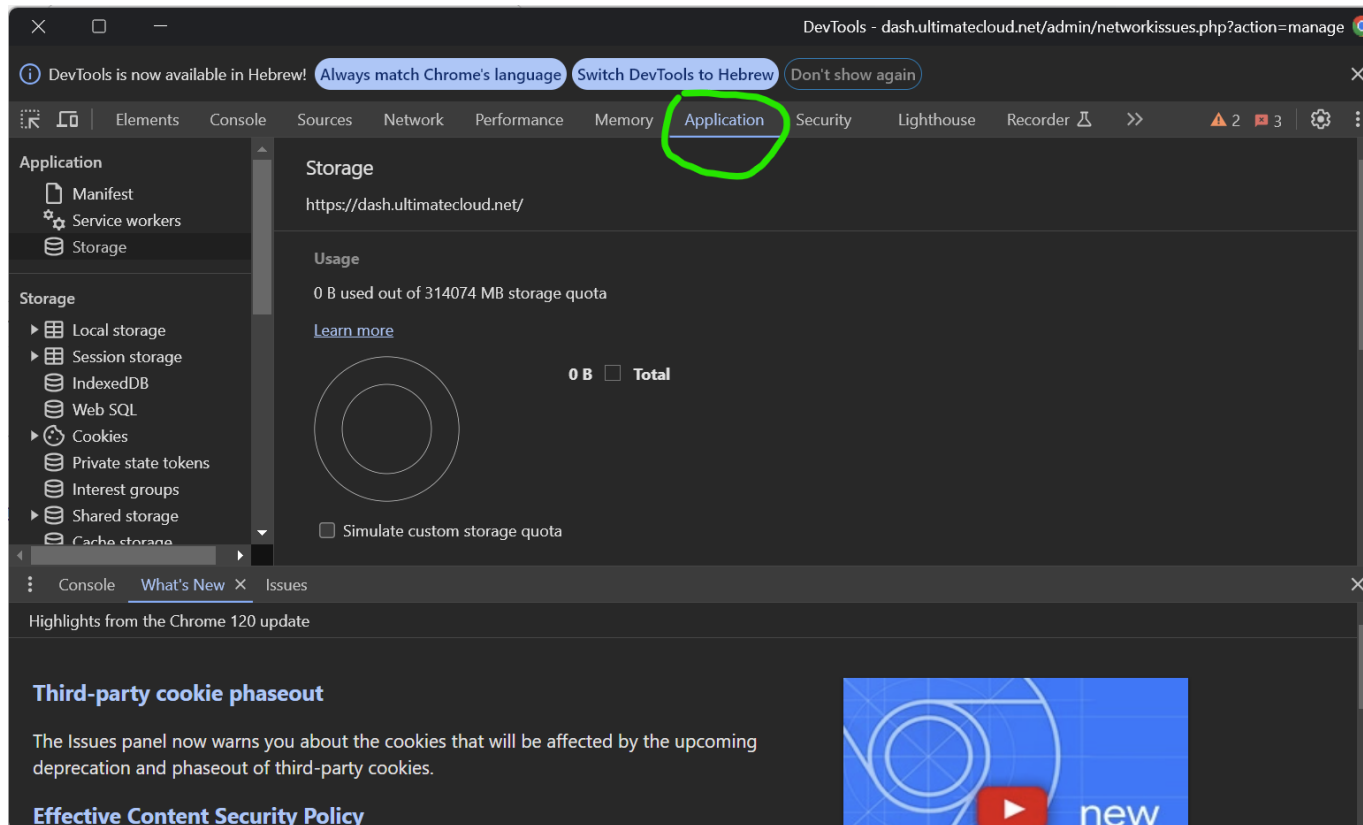 DevTools - dash.ultimatecloud.net/admin/networkissues.php?action=manage
DevTools is now available in Hebrew! Always match Chrome's language Switch DevTools to Hebrew Don't show again
Elements Console Sources Network Performance Memory Application Security Lighthouse Recorder 2 3
Application
Manifest
Service workers
Storage
Storage
Local storage
Session storage
IndexedDB
Web SQL
Cookies
Private state tokens
Interest groups
Shared storage
Cache storage
Storage
https://dash.ultimatecloud.net/
Usage
0 B used out of 314074 MB storage quota
Learn more
0 B Total
Simulate custom storage quota
Console What's New Issues
Highlights from the Chrome 120 update
Third-party cookie phaseout
The Issues panel now warns you about the cookies that will be affected by the upcoming
deprecation and phaseout of third-party cookies.
Effective Content Security Policy
new